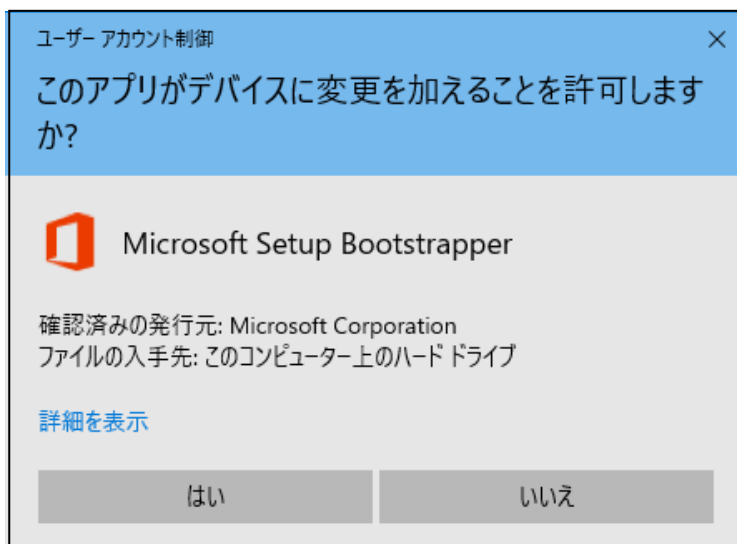 ユーザー アカウント制御
このアプリがデバイスに変更を加えることを許可します
か?
Microsoft Setup Bootstrapper
確認済みの発行元: Microsoft Corporation
ファイルの入手先: このコンピューター上のハード ドライブ
詳細を表示
はい
いいえ